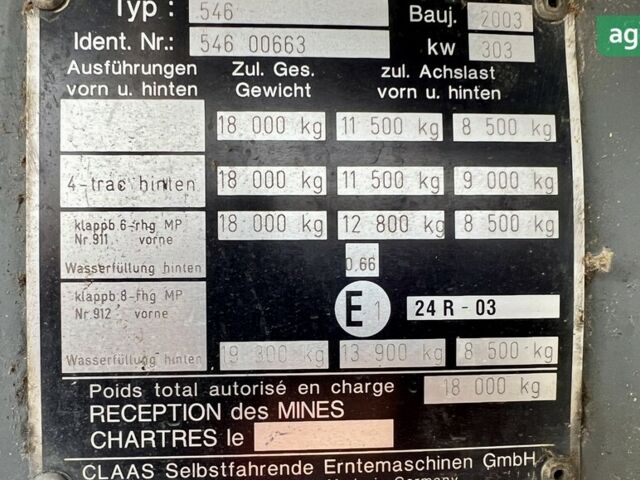 Typ : 546 Bauj. 2003
ag
Ident. Nr.: 546 00663 kw 303
Ausführungen Zul. Ges. zul. Achslast
vorn u. hinten Gewicht vorn u. hinten
18 000 kg 11 500 kg 8 500 kg
4-trac hinten 18 000 kg 11 500 kg 9 000 kg
klappb.6-rhg MP 18 000 kg 12 800 kg 8 500 kg
Nr.911 vorne
Wasserfüllung hinten 0.66
klappb.8-rhg MP E1 24 R - 03
Nr.912 vorne
Wasserfüllung hinten 19 300 kg 13 900 kg 8 500 kg
Poids total autorisé en charge 18 000 kg
RECEPTION des MINES
CHARTRES le
CLAAS Selbstfahrende Erntemaschinen GmbH
Made in Germany